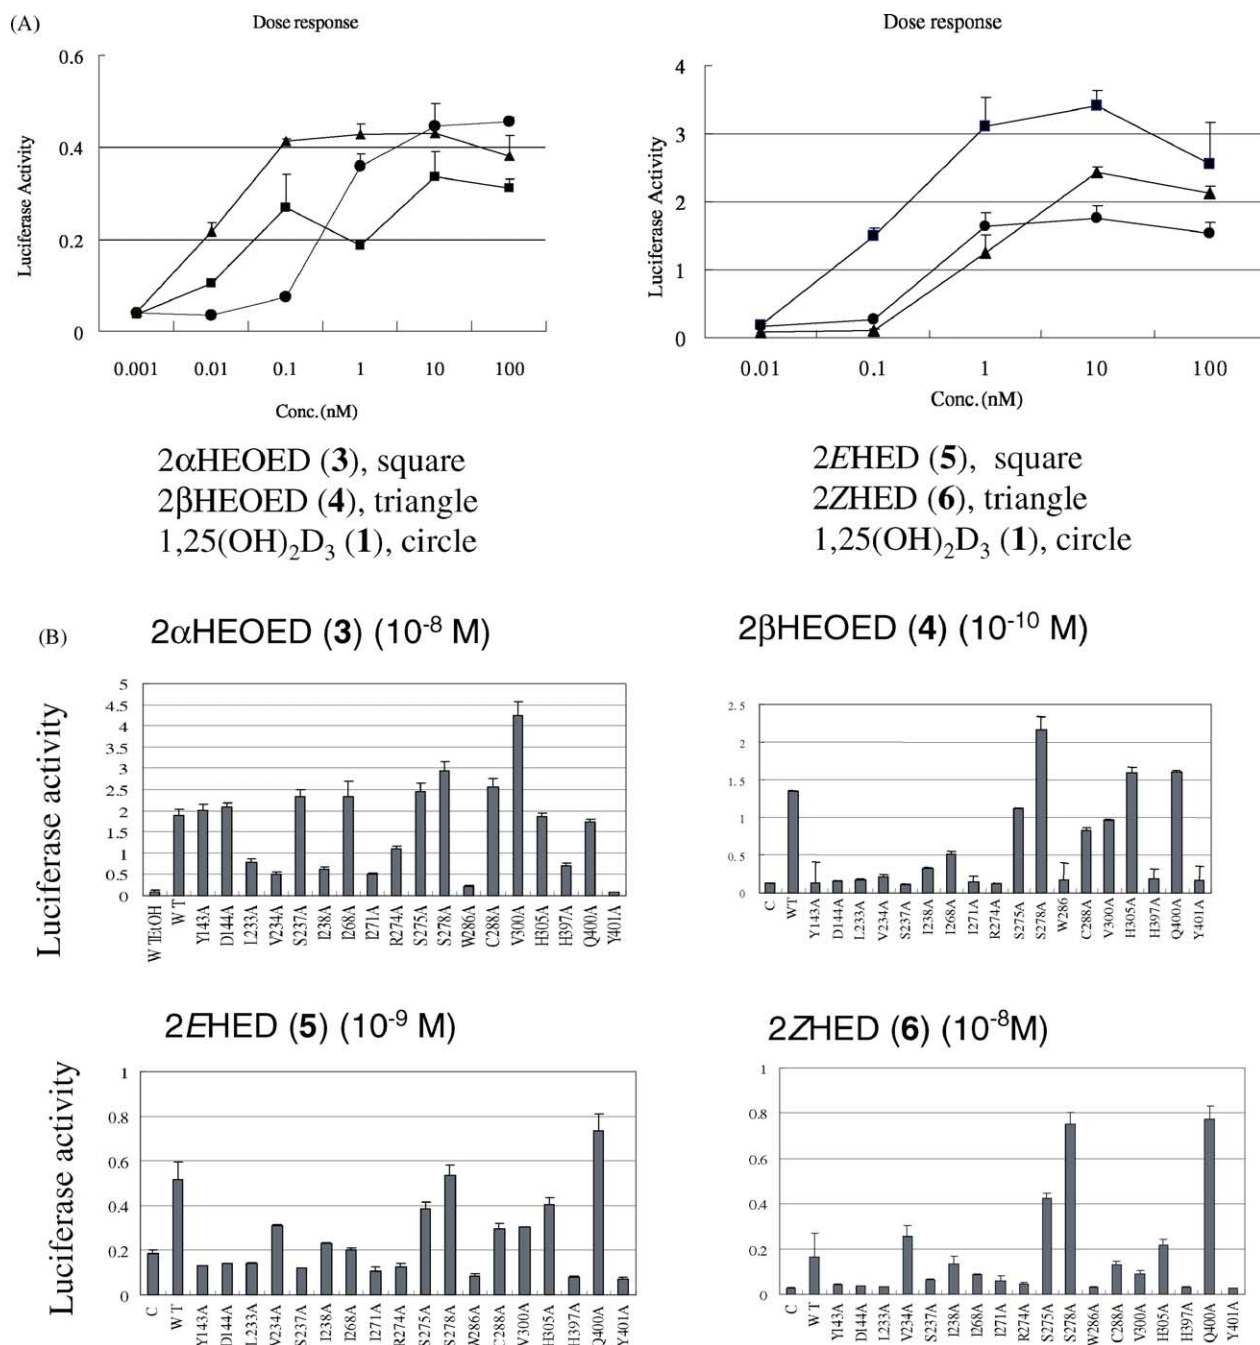 (A)
Dose response
0.6
0.4
0.2
0
Luciferase Activity
0.001 0.01 0.1 1 10 100
Conc. (nM)
2αHEOED (3), square
2βHEOED (4), triangle
1,25(OH)₂D₃ (1), circle
Dose response
4
3
2
1
0
Luciferase Activity
0.01 0.1 1 10 100
Conc. (nM)
2EHED (5), square
2ZHED (6), triangle
1,25(OH)₂D₃ (1), circle
(B)
2αHEOED (3) (10⁻⁸ M)
Luciferase activity
5
4.5
4
3.5
3
2.5
2
1.5
1
0.5
0
W TEtOH W T Y143A D144A L233A V234A S237A I238A I268A I271A R274A S275A S278A W286A C288A V300A H305A H397A Q400A Y401A
2βHEOED (4) (10⁻¹⁰ M)
2.5
2
1.5
1
0.5
0
C WT Y143A D144A L233A V234A S237A I238A I268A I271A R274A S275A S278A W286 C288A V300A H305A H397A Q400A Y401A
2EHED (5) (10⁻⁹ M)
Luciferase activity
1
0.8
0.6
0.4
0.2
0
C W T Y143A D144A L233A V234A S237A I238A I268A I271A R274A S275A S278A W286A C288A V300A H305A H397A Q400A Y401A
2ZHED (6) (10⁻⁸M)
1
0.8
0.6
0.4
0.2
0
C W T Y143A D144A L233A V234A S237A I238A I268A I271A R274A S275A S278A W286A C288A V300A H305A H397A Q400A Y401A